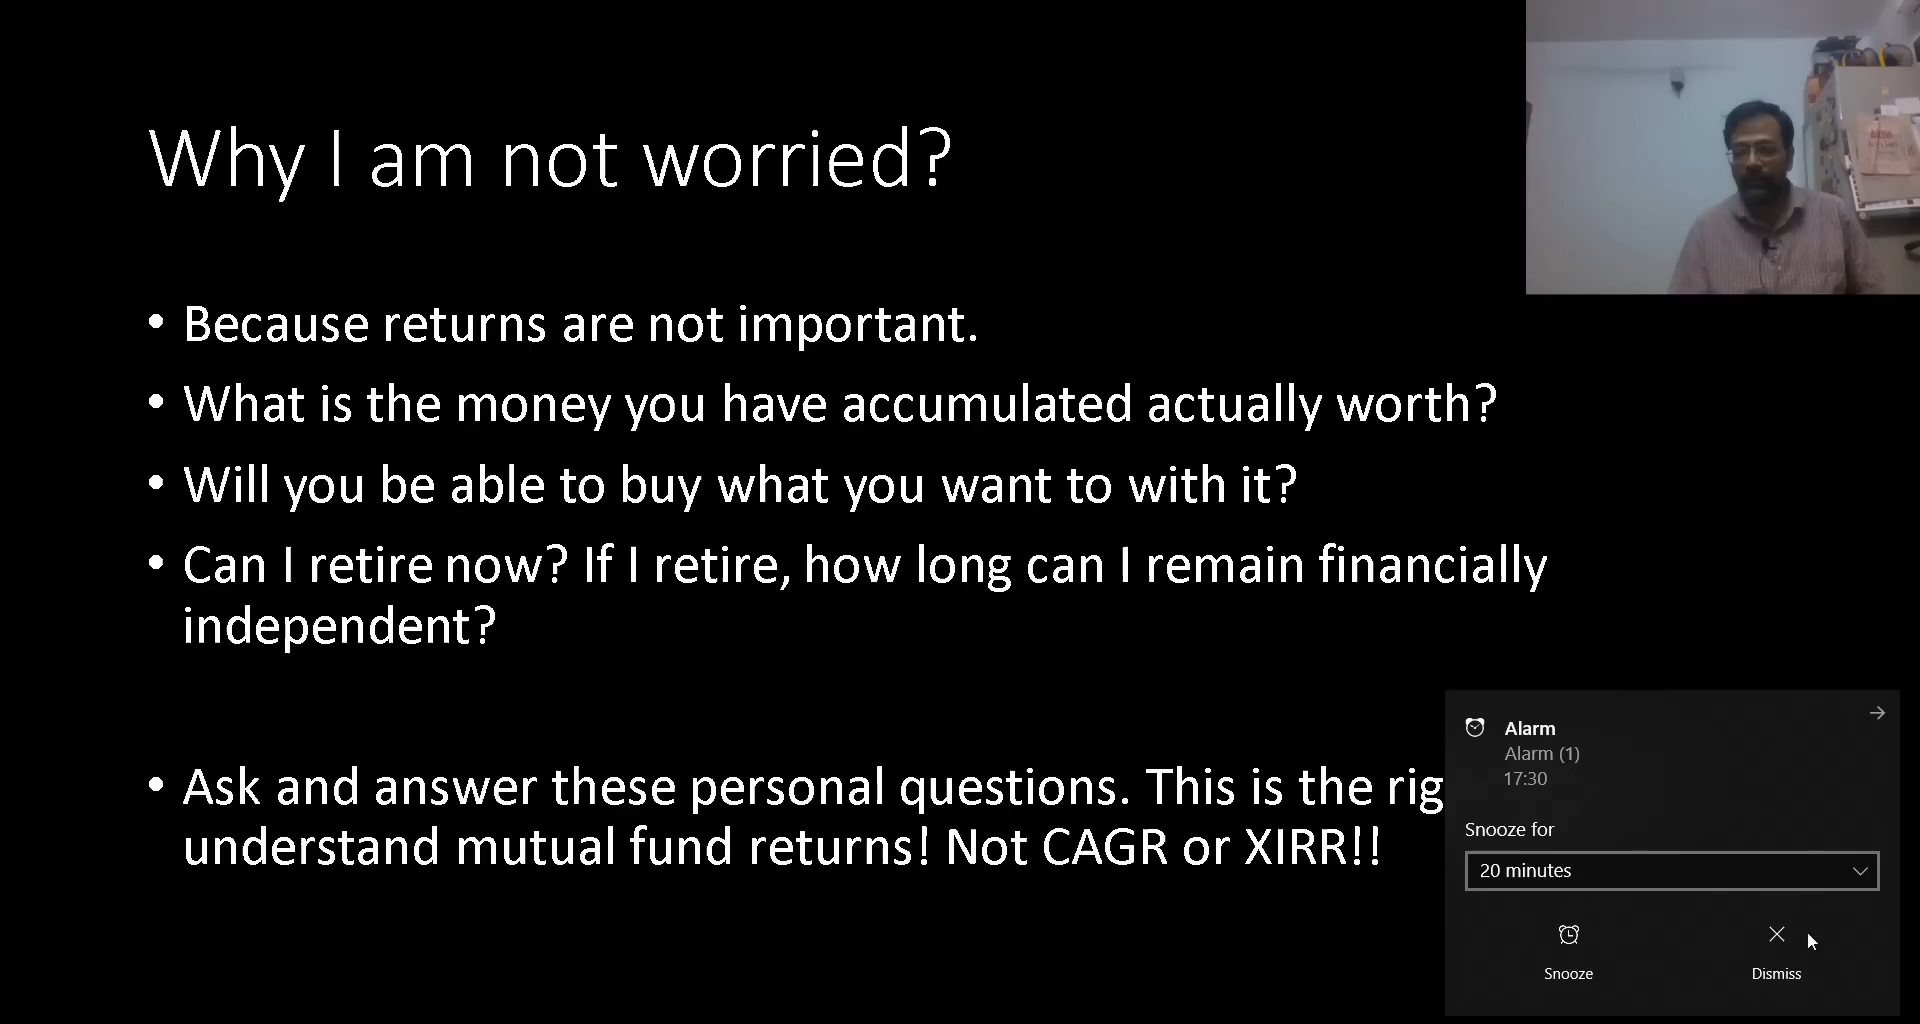 Why I am not worried?
• Because returns are not important.
• What is the money you have accumulated actually worth?
• Will you be able to buy what you want to with it?
• Can I retire now? If I retire, how long can I remain financially
independent?
• Ask and answer these personal questions. This is the rig
understand mutual fund returns! Not CAGR or XIRR!!
Alarm
Alarm (1)
17:30
Snooze for
20 minutes
Snooze
Dismiss